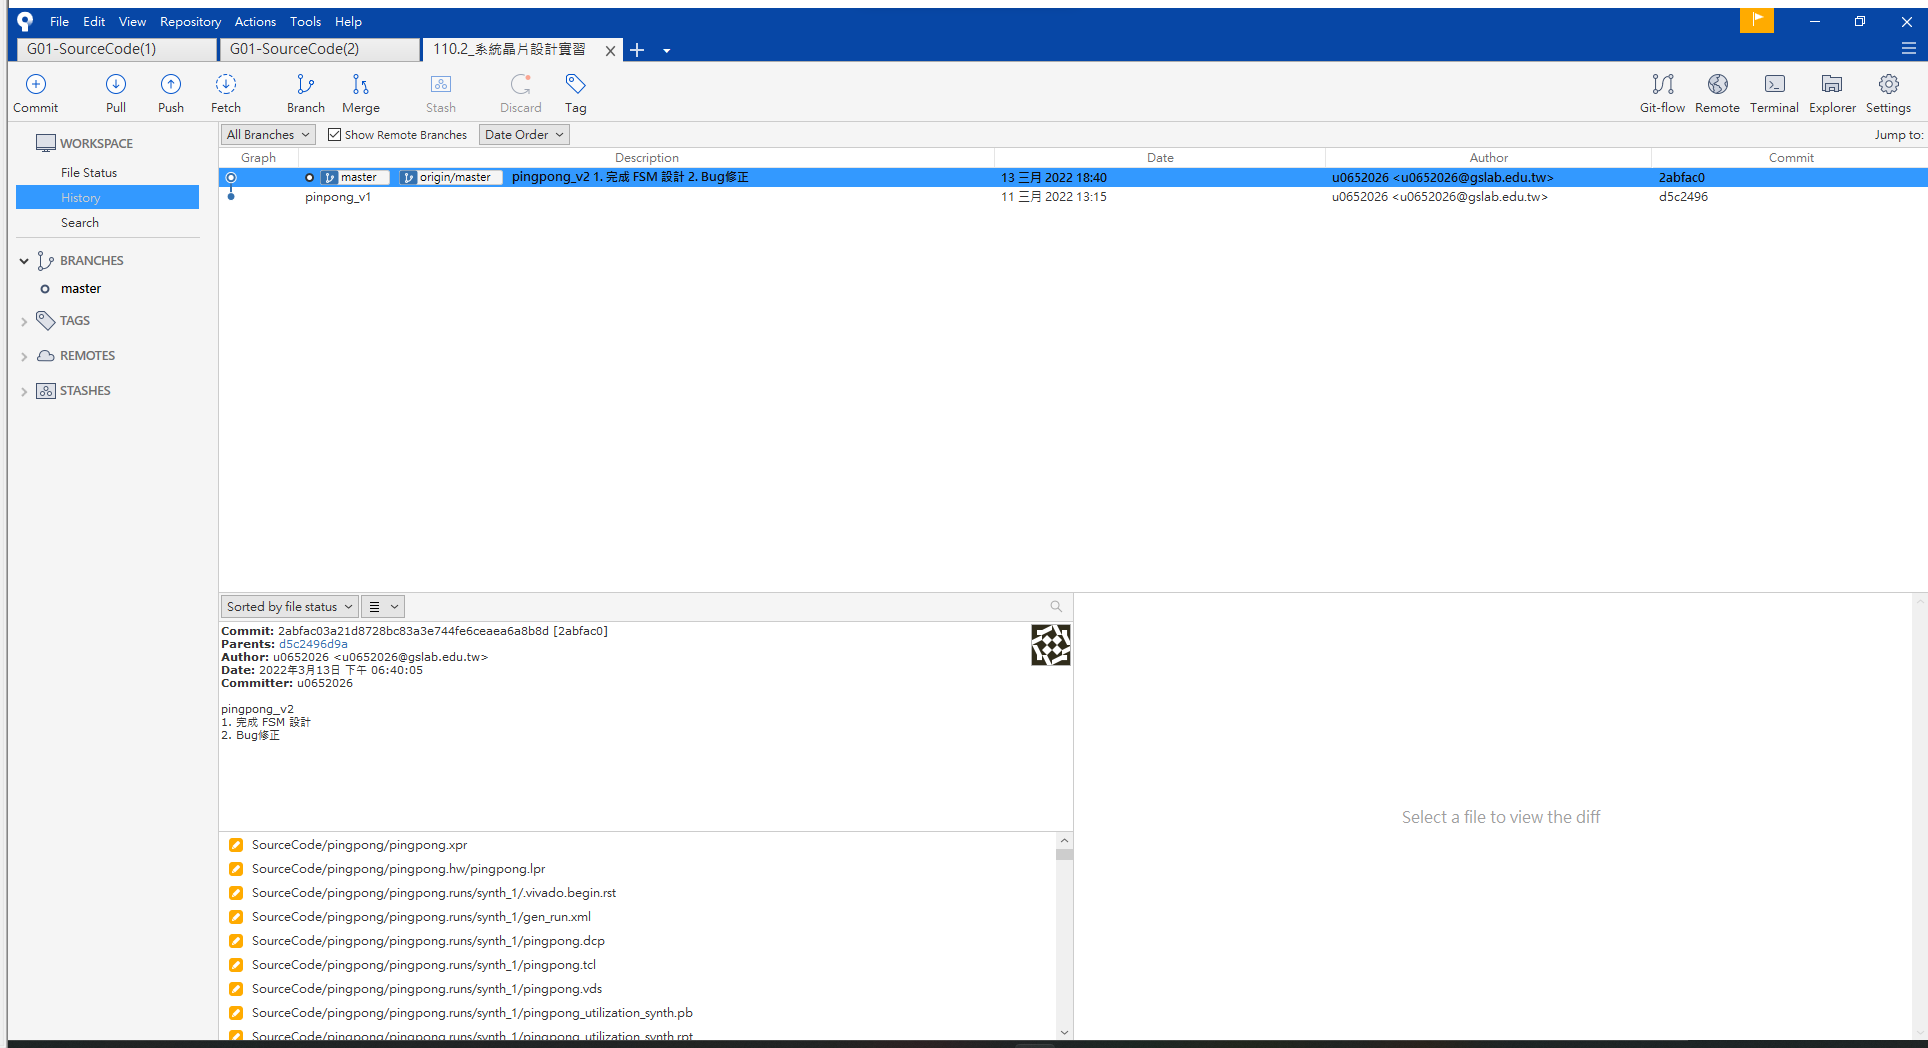 File Edit View Repository Actions Tools Help
G01-SourceCode(1) G01-SourceCode(2) 110.2_系統晶片設計實習
Commit Pull Push Fetch Branch Merge Stash Discard Tag Git-flow Remote Terminal Explorer Settings
All Branches Show Remote Branches Date Order Jump to:
Graph Description Date Author Commit
master origin/master pingpong_v2 1. 完成 FSM 設計 2. Bug修正 13 三月 2022 18:40 u0652026 <u0652026@gslab.edu.tw> 2abfac0
pinpong_v1 11 三月 2022 13:15 u0652026 <u0652026@gslab.edu.tw> d5c2496
WORKSPACE
File Status
History
Search
BRANCHES
master
TAGS
REMOTES
STASHES
Sorted by file status
Commit: 2abfac03a21d8728bc83a3e744fe6ceaea6a8b8d [2abfac0]
Parents: d5c2496d9a
Author: u0652026 <u0652026@gslab.edu.tw>
Date: 2022年3月13日 下午 06:40:05
Committer: u0652026
pingpong_v2
1. 完成 FSM 設計
2. Bug修正
Select a file to view the diff
SourceCode/pingpong/pingpong.xpr
SourceCode/pingpong/pingpong.hw/pingpong.lpr
SourceCode/pingpong/pingpong.runs/synth_1/.vivado.begin.rst
SourceCode/pingpong/pingpong.runs/synth_1/gen_run.xml
SourceCode/pingpong/pingpong.runs/synth_1/pingpong.dcp
SourceCode/pingpong/pingpong.runs/synth_1/pingpong.tcl
SourceCode/pingpong/pingpong.runs/synth_1/pingpong.vds
SourceCode/pingpong/pingpong.runs/synth_1/pingpong_utilization_synth.pb
SourceCode/pingpong/pingpong.runs/synth_1/pingpong_utilization_synth.rpt